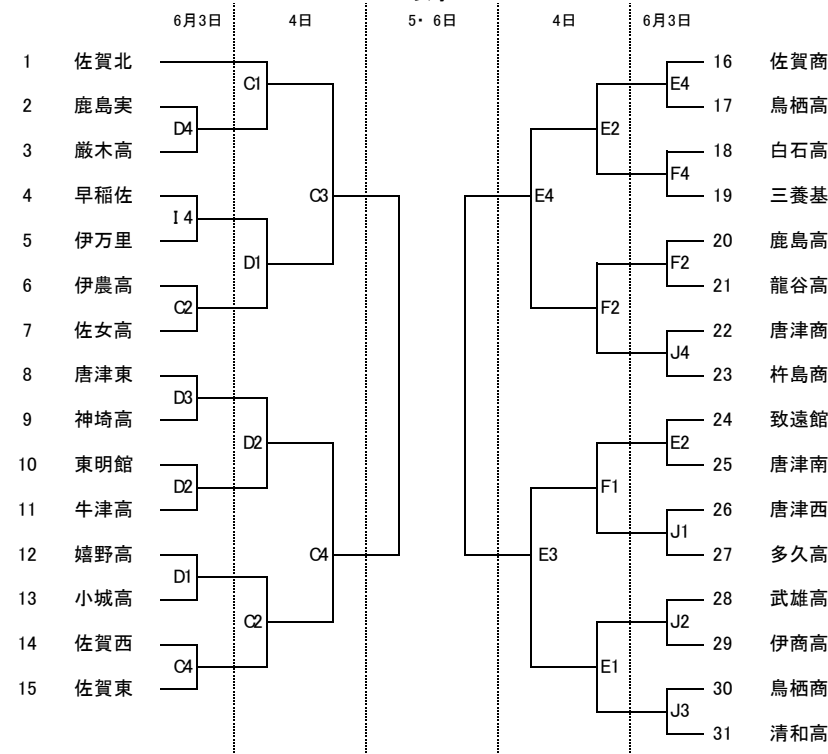 6月3日 4日 5・6日 4日 6月3日
1 佐賀北 16 佐賀商
C1 E4
2 鹿島実 17 鳥栖高
D4 E2
3 厳木高 18 白石高
F4
4 早稲佐 C3 E4 19 三養基
I4
5 伊万里 20 鹿島高
D1 F2
6 伊農高 21 龍谷高
C2 F2
7 佐女高 22 唐津商
J4
8 唐津東 23 杵島商
D3
9 神埼高 24 致遠館
D2 E2
10 東明館 25 唐津南
D2 F1
11 牛津高 26 唐津西
J1
12 嬉野高 C4 E3 27 多久高
D1
13 小城高 28 武雄高
C2 J2
14 佐賀西 29 伊商高
C4 E1
15 佐賀東 30 鳥栖商
J3
31 清和高